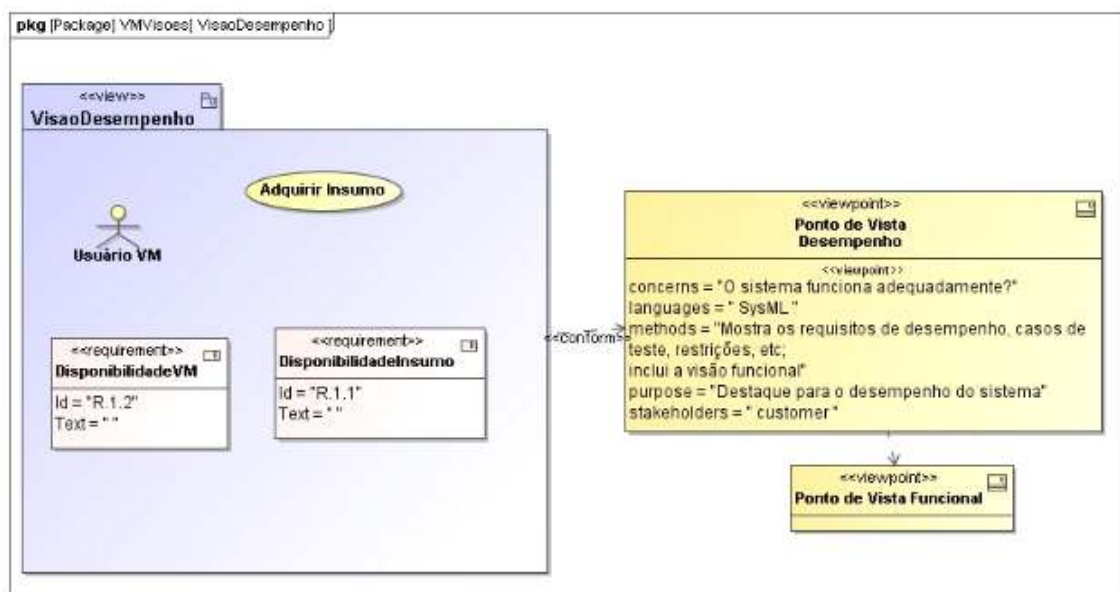 pkg [Package] VMVisoes[ VisaoDesempenho ]
<<view>>
VisaoDesempenho
Adquirir Insumo
Usuário VM
<<requirement>>
DisponibilidadeVM
Id = "R.1.2"
Text = " "
<<requirement>>
DisponibilidadeInsumo
Id = "R.1.1"
Text = " "
<<conform>>
<<viewpoint>>
Ponto de Vista
Desempenho
<<viewpoint>>
concerns = "O sistema funciona adequadamente?"
languages = " SysML "
methods = "Mostra os requisitos de desempenho, casos de
teste, restrições, etc;
inclui a visão funcional"
purpose = "Destaque para o desempenho do sistema"
stakeholders = " customer "
<<viewpoint>>
Ponto de Vista Funcional